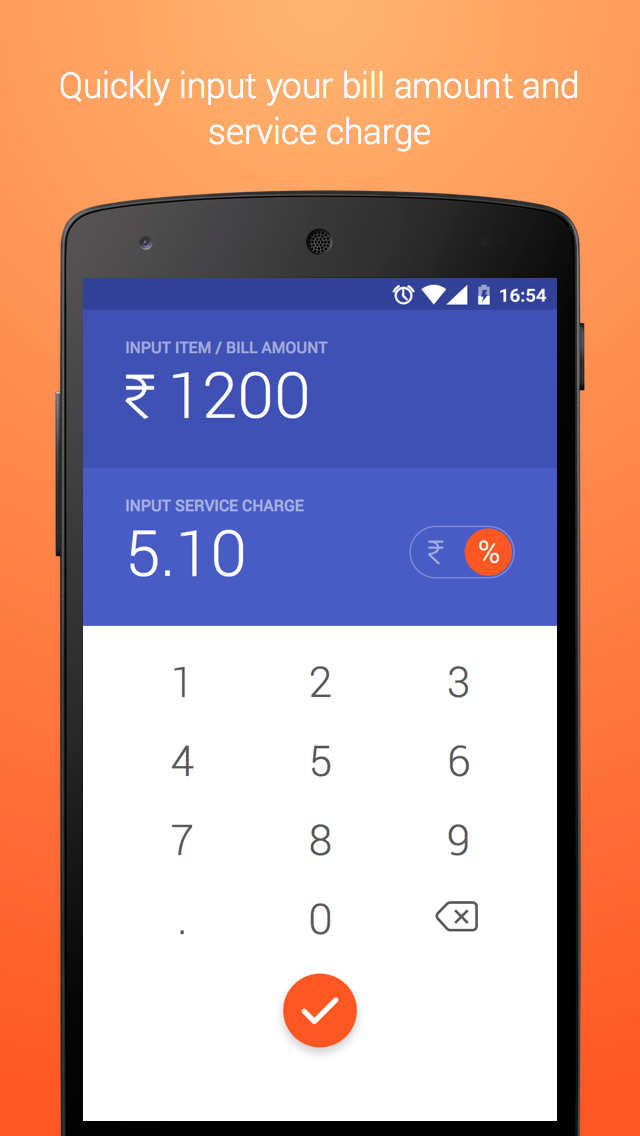 Quickly input your bill amount and
service charge
16:54
INPUT ITEM / BILL AMOUNT
₹ 1200
INPUT SERVICE CHARGE
5.10
₹ %
1 2 3
4 5 6
7 8 9
. 0